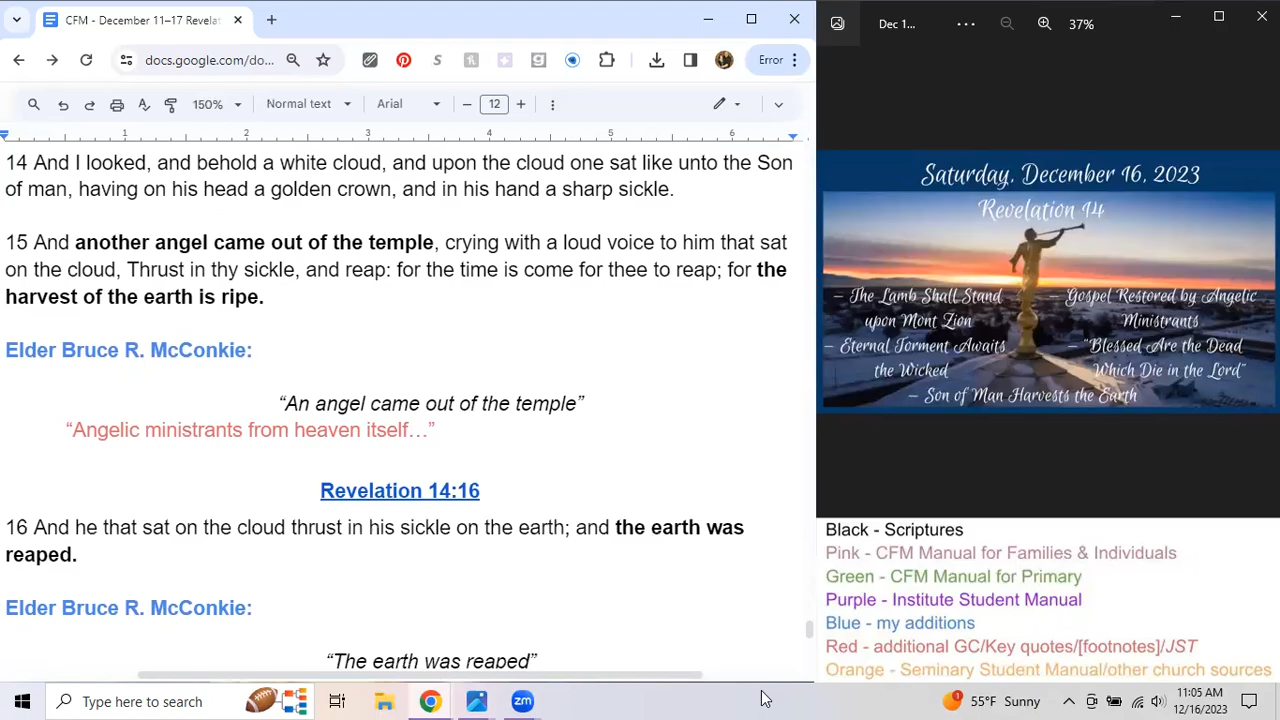 CFM - December 11–17 Revelat
docs.google.com/do...
Error
150%
Normal text
Arial
12
1 2 3 4 5 6
14 And I looked, and behold a white cloud, and upon the cloud one sat like unto the Son
of man, having on his head a golden crown, and in his hand a sharp sickle.
15 And another angel came out of the temple, crying with a loud voice to him that sat
on the cloud, Thrust in thy sickle, and reap: for the time is come for thee to reap; for the
harvest of the earth is ripe.
Elder Bruce R. McConkie:
“An angel came out of the temple”
“Angelic ministrants from heaven itself…”
Revelation 14:16
16 And he that sat on the cloud thrust in his sickle on the earth; and the earth was
reaped.
Elder Bruce R. McConkie:
“The earth was reaped”
Dec 1...
37%
Saturday, December 16, 2023
Revelation 14
– The Lamb Shall Stand
upon Mont Zion
– Eternal Torment Awaits
the Wicked
– Gospel Restored by Angelic
Ministrants
– "Blessed Are the Dead
Which Die in the Lord"
– Son of Man Harvests the Earth
Black - Scriptures
Pink - CFM Manual for Families & Individuals
Green - CFM Manual for Primary
Purple - Institute Student Manual
Blue - my additions
Red - additional GC/Key quotes/[footnotes]/JST
Orange - Seminary Student Manual/other church sources
Type here to search
zm
1
55°F Sunny
11:05 AM
12/16/2023